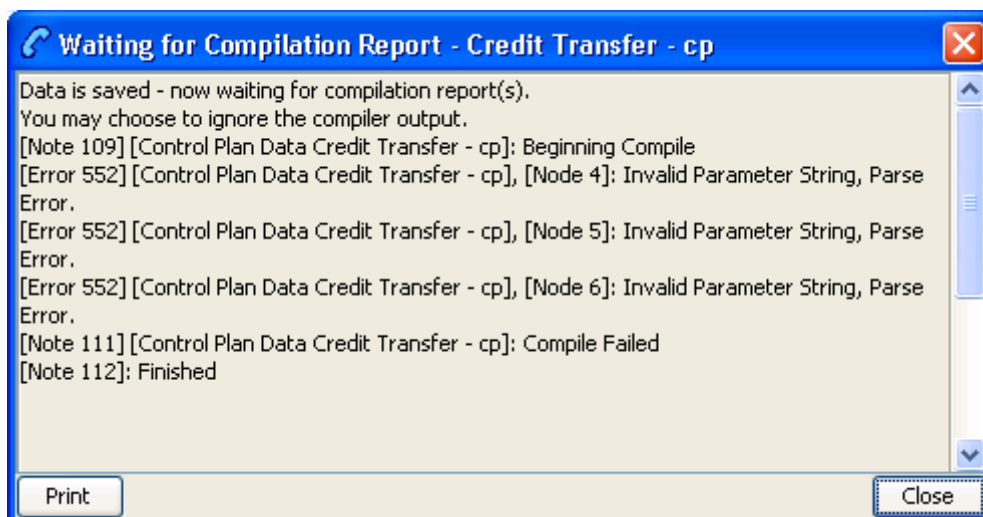 Waiting for Compilation Report - Credit Transfer - cp
Data is saved - now waiting for compilation report(s).
You may choose to ignore the compiler output.
[Note 109] [Control Plan Data Credit Transfer - cp]: Beginning Compile
[Error 552] [Control Plan Data Credit Transfer - cp], [Node 4]: Invalid Parameter String, Parse
Error.
[Error 552] [Control Plan Data Credit Transfer - cp], [Node 5]: Invalid Parameter String, Parse
Error.
[Error 552] [Control Plan Data Credit Transfer - cp], [Node 6]: Invalid Parameter String, Parse
Error.
[Note 111] [Control Plan Data Credit Transfer - cp]: Compile Failed
[Note 112]: Finished
Print
Close